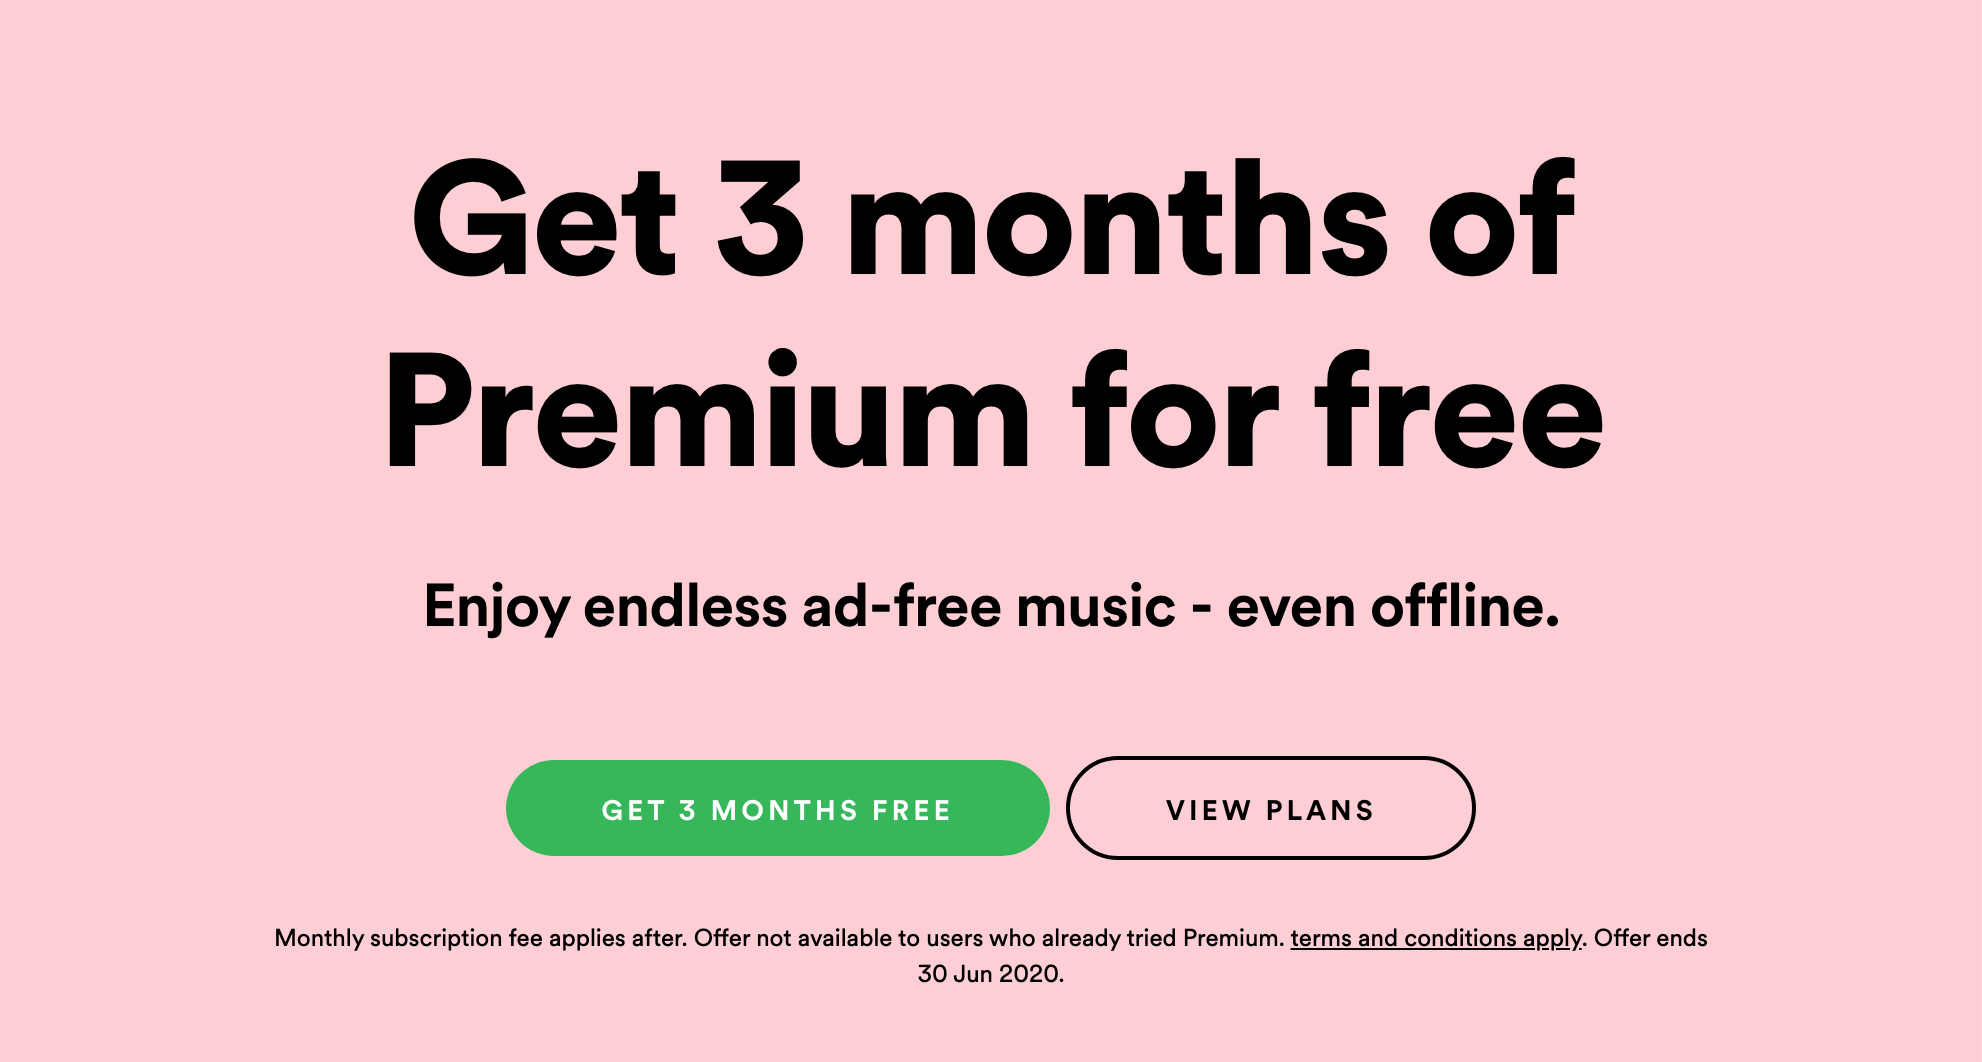 Get 3 months of
Premium for free
Enjoy endless ad-free music - even offline.
GET 3 MONTHS FREE
VIEW PLANS
Monthly subscription fee applies after. Offer not available to users who already tried Premium. terms and conditions apply. Offer ends
30 Jun 2020.